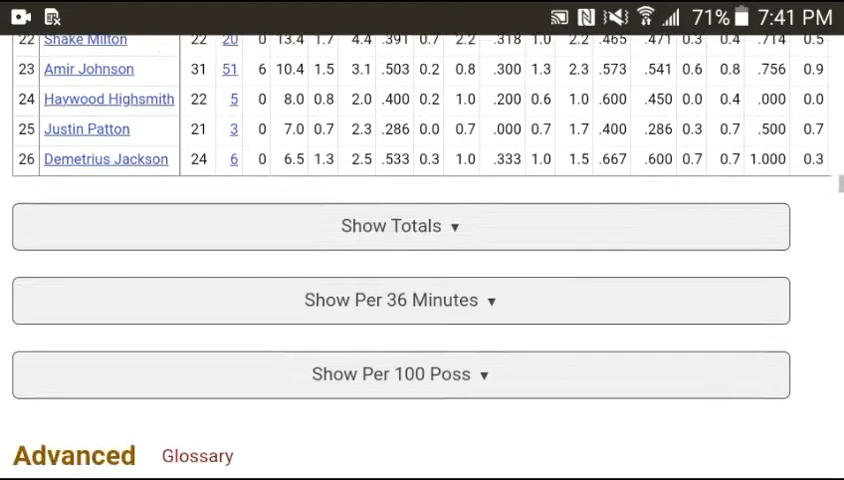 71% 7:41 PM
22 Shake Milton 22 20 0 13.4 1.7 4.4 .391 0.7 2.2 .318 1.0 2.2 .465 .471 0.3 0.4 .714 0.5
23 Amir Johnson 31 51 6 10.4 1.5 3.1 .503 0.2 0.8 .300 1.3 2.3 .573 .541 0.6 0.8 .756 0.9
24 Haywood Highsmith 22 5 0 8.0 0.8 2.0 .400 0.2 1.0 .200 0.6 1.0 .600 .450 0.0 0.4 .000 0.0
25 Justin Patton 21 3 0 7.0 0.7 2.3 .286 0.0 0.7 .000 0.7 1.7 .400 .286 0.3 0.7 .500 0.7
26 Demetrius Jackson 24 6 0 6.5 1.3 2.5 .533 0.3 1.0 .333 1.0 1.5 .667 .600 0.7 0.7 1.000 0.3
Show Totals ▼
Show Per 36 Minutes ▼
Show Per 100 Poss ▼
Advanced Glossary